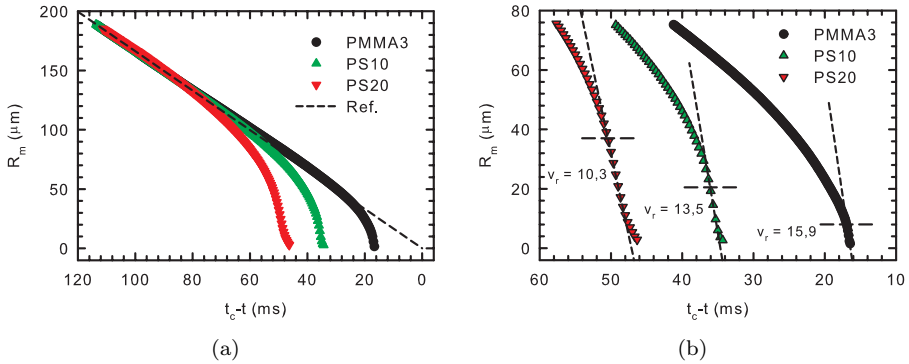 200
150
100
50
0
R_m (μm)
120 100 80 60 40 20 0
t_c-t (ms)
PMMA3
PS10
PS20
Ref.
(a)
80
60
40
20
0
R_m (μm)
60 50 40 30 20 10
t_c-t (ms)
PMMA3
PS10
PS20
v_r = 10,3
v_r = 13,5
v_r = 15,9
(b)